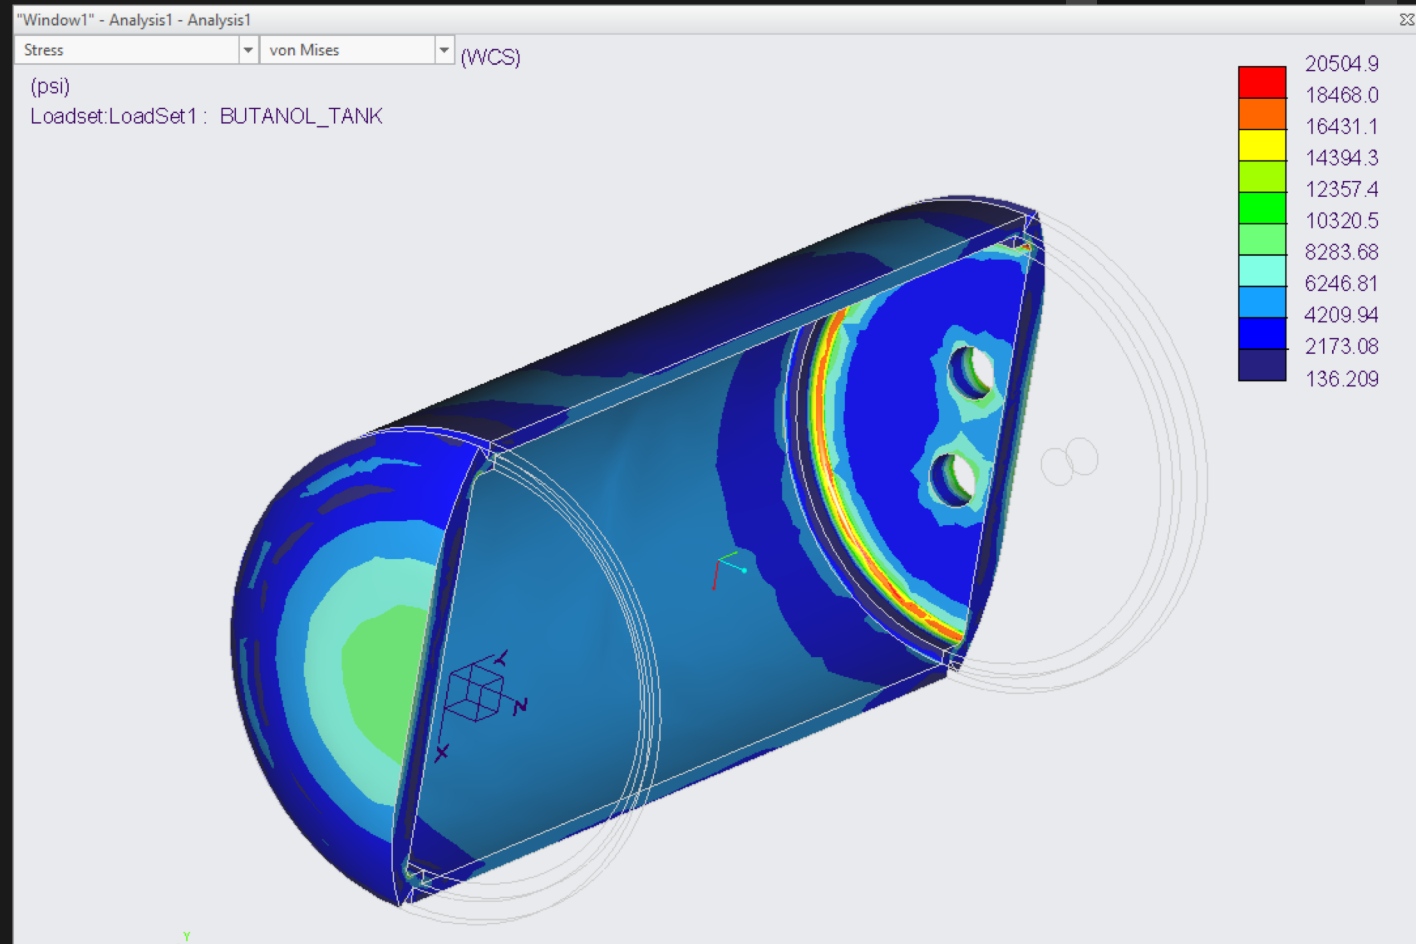 "Window1" - Analysis1 - Analysis1
Stress
von Mises
(WCS)
(psi)
Loadset:LoadSet1 : BUTANOL_TANK
20504.9
18468.0
16431.1
14394.3
12357.4
10320.5
8283.68
6246.81
4209.94
2173.08
136.209
Y
Z
X
Y